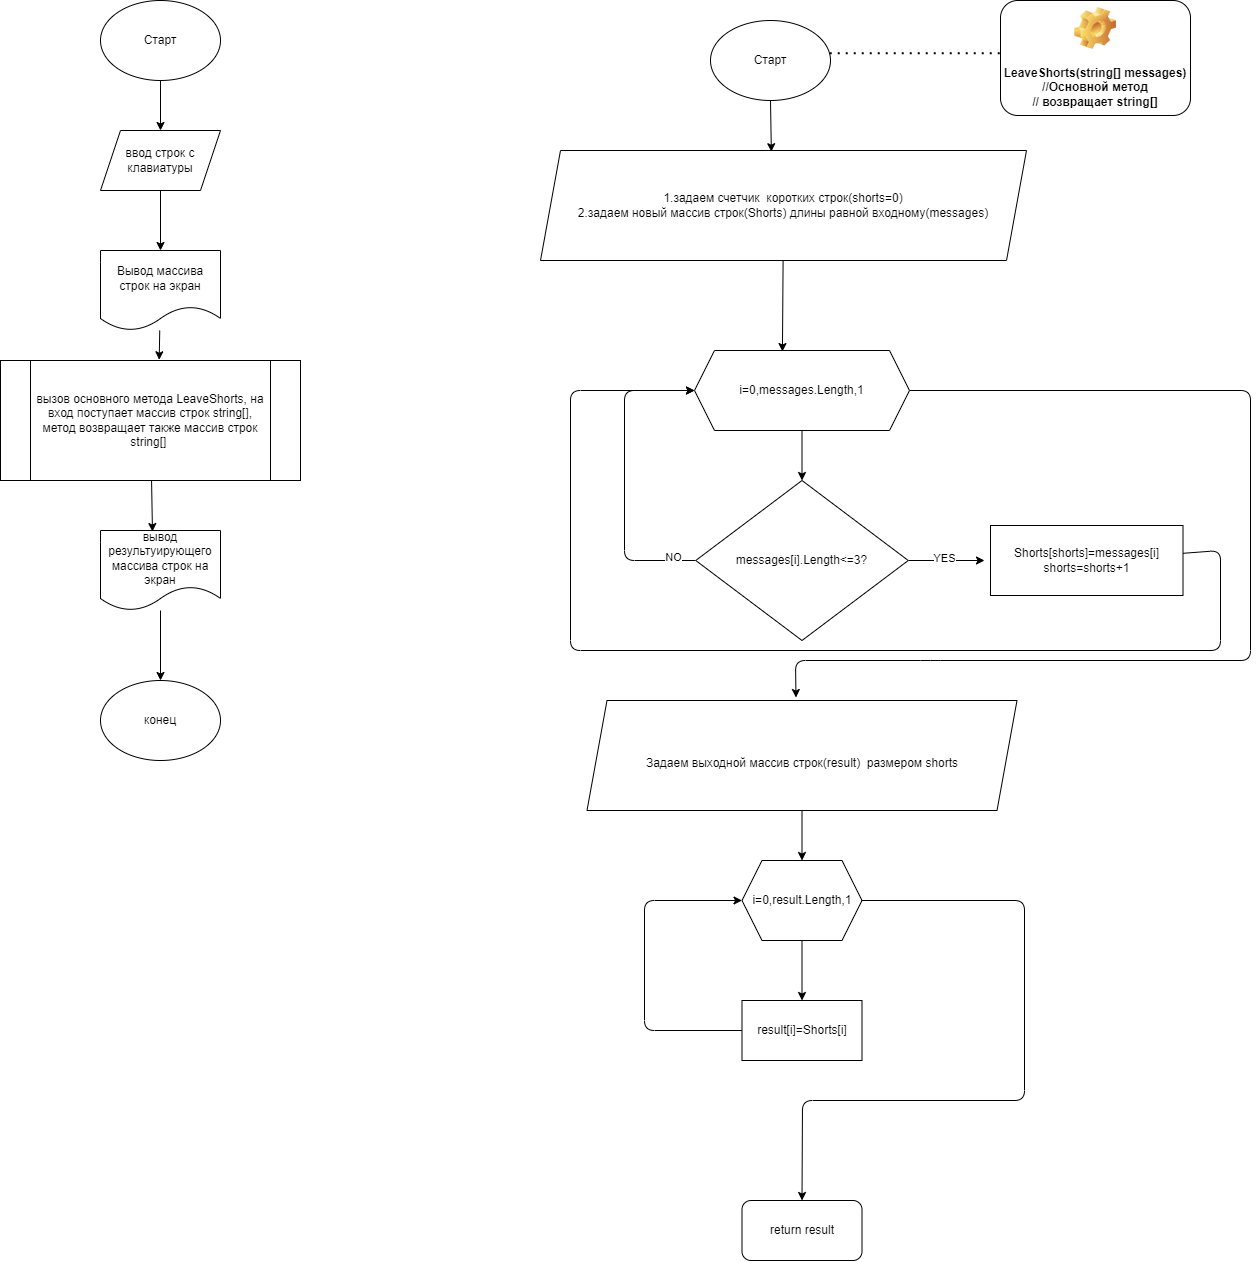 Старт
ввод строк с
клавиатуры
Вывод массива
строк на экран
вызов основного метода LeaveShorts, на
вход поступает массив строк string[],
метод возвращает также массив строк
string[]
вывод
результуирующего
массива строк на
экран
конец
Старт
LeaveShorts(string[] messages)
//Основной метод
// возвращает string[]
1.задаем счетчик коротких строк(shorts=0)
2.задаем новый массив строк(Shorts) длины равной входному(messages)
i=0,messages.Length,1
messages[i].Length<=3?
NO
YES
Shorts[shorts]=messages[i]
shorts=shorts+1
Задаем выходной массив строк(result) размером shorts
i=0,result.Length,1
result[i]=Shorts[i]
return result